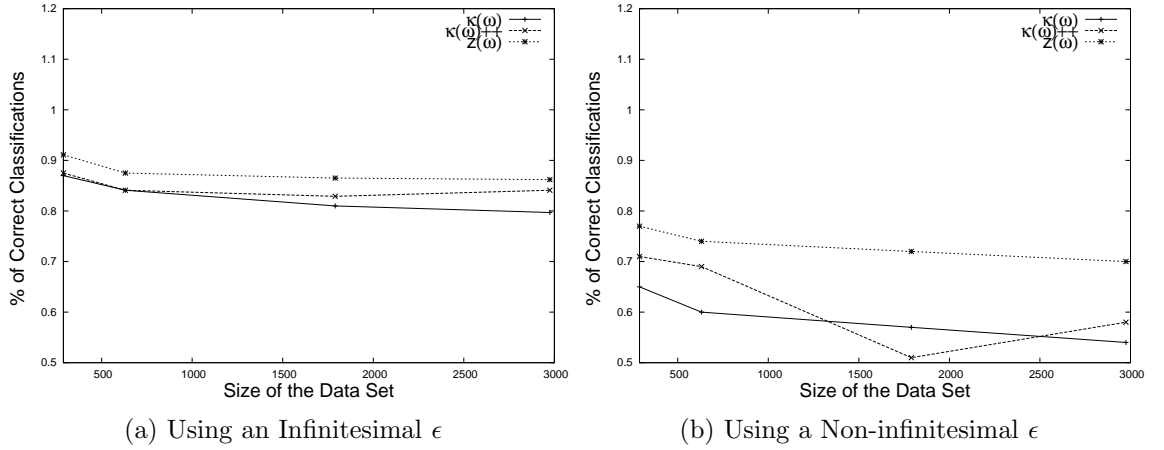 1.2
1.1
1
0.9
0.8
0.7
0.6
0.5
500
1000
1500
2000
2500
3000
% of Correct Classifications
Size of the Data Set
κ(ω)
κ(ω)++
z(ω)
(a) Using an Infinitesimal ϵ
1.2
1.1
1
0.9
0.8
0.7
0.6
0.5
500
1000
1500
2000
2500
3000
% of Correct Classifications
Size of the Data Set
κ(ω)
κ(ω)++
z(ω)
(b) Using a Non-infinitesimal ϵ